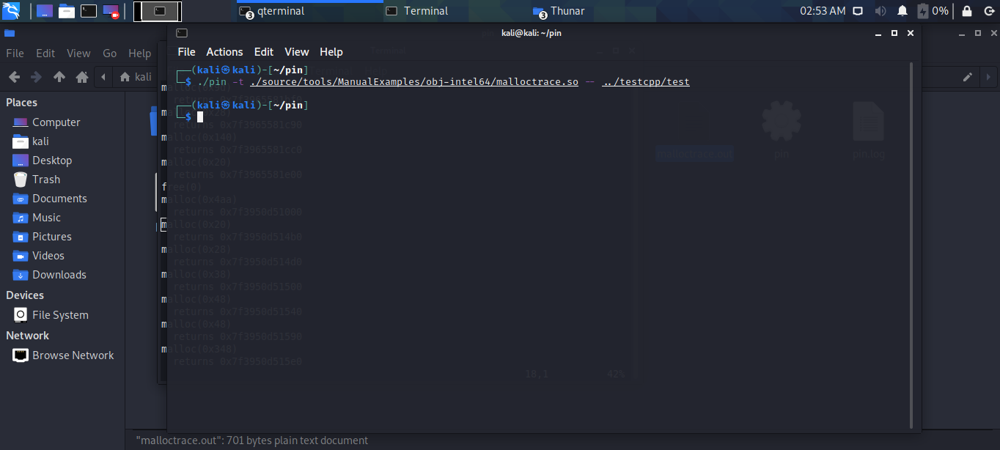 qterminal
Terminal
Thunar
02:53 AM
0%
3
3
kali@kali: ~/pin
File Edit View Go Help
File Actions Edit View Help
kali
(kali㉿kali)-[~/pin]
$ ./pin -t ./source/tools/ManualExamples/obj-intel64/malloctrace.so -- ../testcpp/test
(kali㉿kali)-[~/pin]
$
returns 0x7f3965581c90
malloc(0x140)
returns 0x7f3965581cc0
malloc(0x20)
returns 0x7f3965581e00
free(0)
returns 0x7f3950d51000
malloc(0x20)
returns 0x7f3950d514b0
malloc(0x28)
returns 0x7f3950d514d0
malloc(0x38)
returns 0x7f3950d51500
malloc(0x48)
returns 0x7f3950d51540
malloc(0x48)
returns 0x7f3950d51590
malloc(0x348)
returns 0x7f3950d515e0
18,1
42%
malloctrace.out
pin
pin.log
Places
Computer
kali
Desktop
Trash
Documents
Music
Pictures
Videos
Downloads
Devices
File System
Network
Browse Network
"malloctrace.out": 701 bytes plain text document